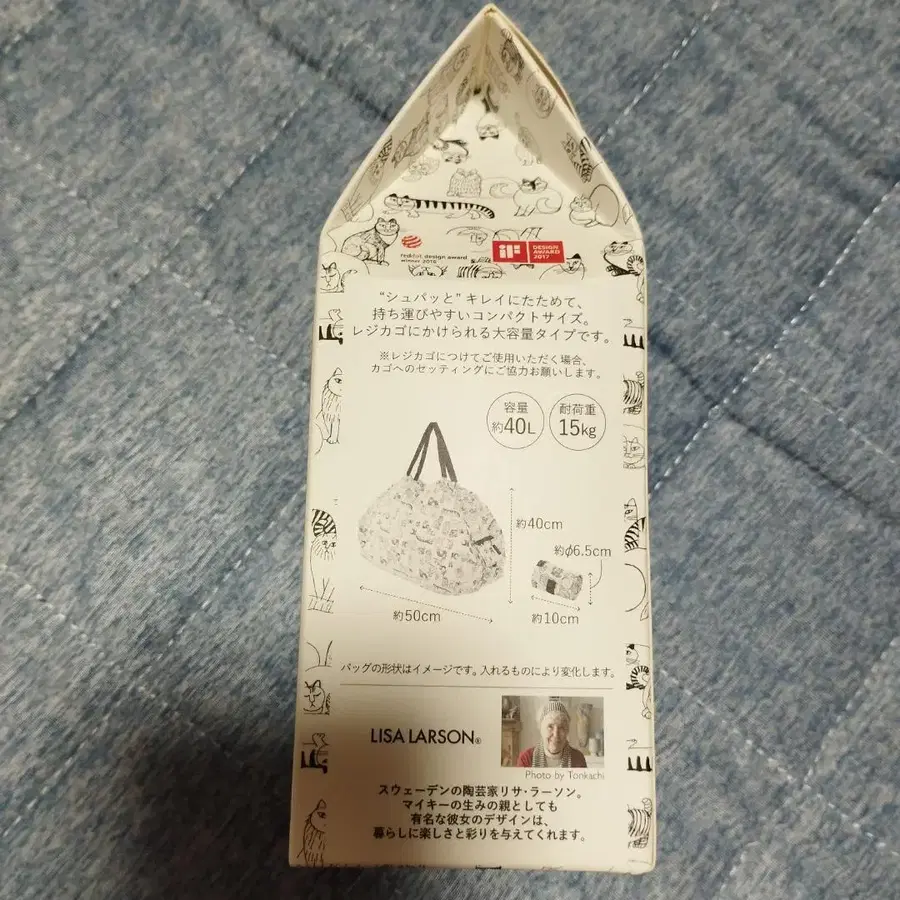 reddot design award
winner 2015
iF
DESIGN
AWARD
2017
“シュパッと” キレイにたためて、
持ち運びやすいコンパクトサイズ。
レジカゴにかけられる大容量タイプです。
※レジカゴにつけてご使用いただく場合、
カゴへのセッティングにご協力お願いします。
容量
約40L
耐荷重
15kg
約40cm
約φ6.5cm
約50cm
約10cm
バッグの形状はイメージです。入れるものにより変化します。
LISA LARSON®
Photo by Tonkachi
スウェーデンの陶芸家リサ・ラーソン。
マイキーの生みの親としても
有名な彼女のデザインは、
暮らしに楽しさと彩りを与えてくれます。